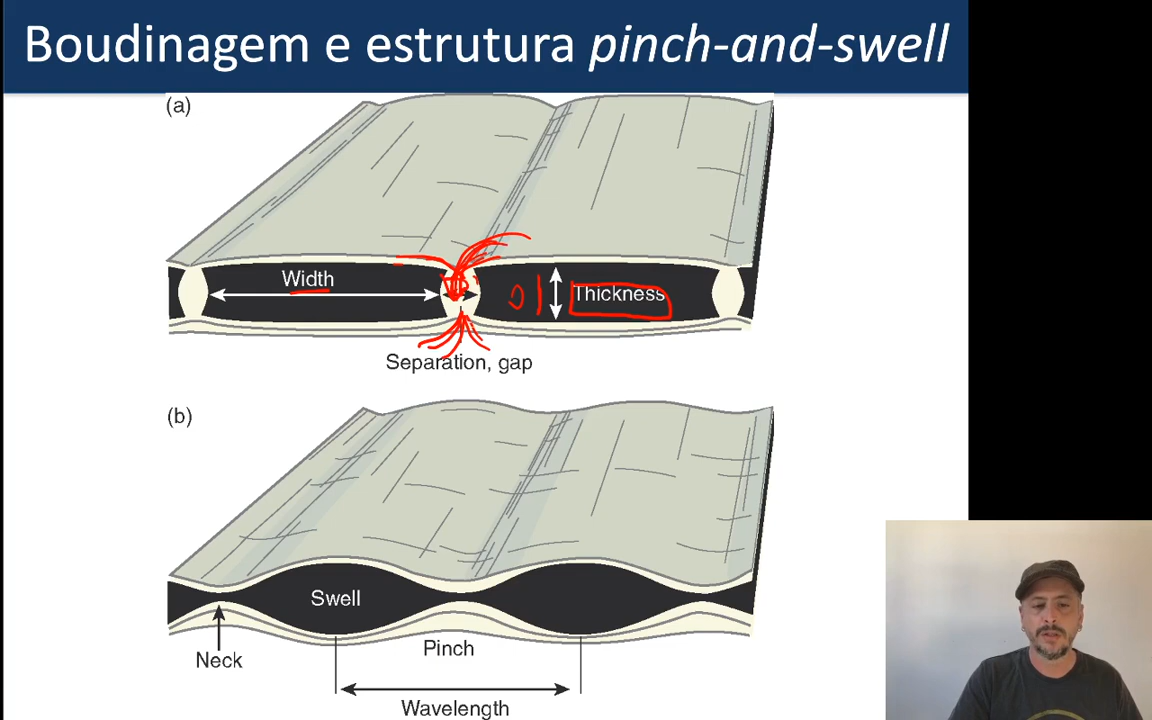 Boudinagem e estrutura pinch-and-swell
(a)
Width
Thickness
Separation, gap
(b)
Swell
Neck
Pinch
Wavelength